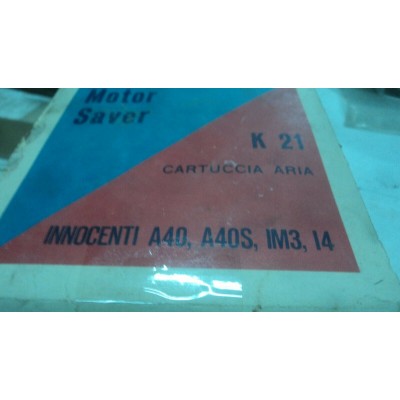 Motor
Saver
K 21
CARTUCCIA ARIA
INNOCENTI A40, A40S, IM3, I4